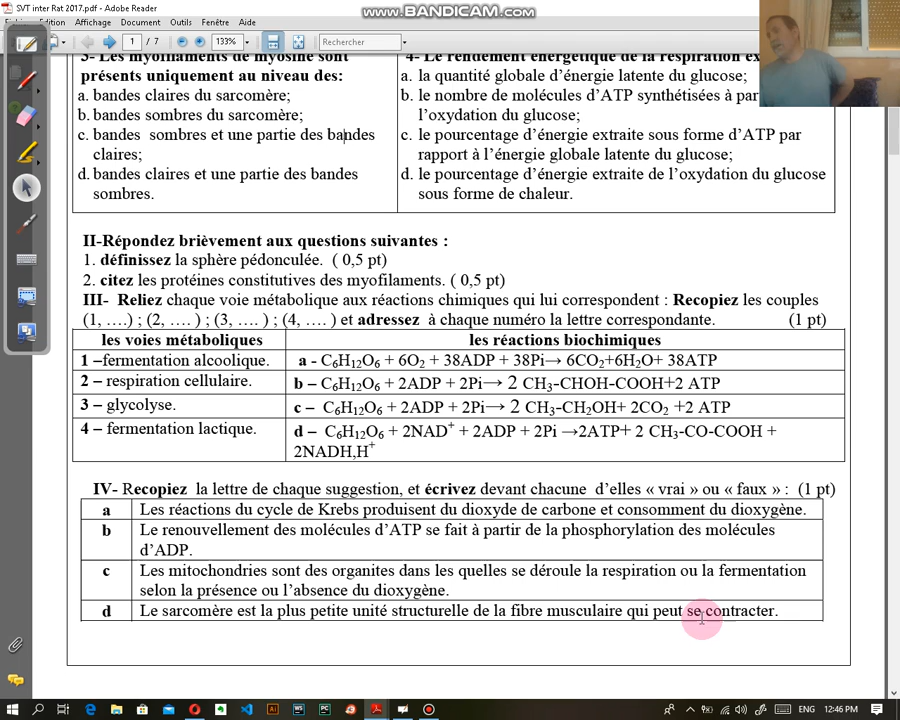 SVT inter Rat 2017.pdf - Adobe Reader
www.BANDICAM.com
Edition Affichage Document Outils Fenêtre Aide
1 / 7 133% Rechercher
3- Les myofilaments de myosine sont
présents uniquement au niveau des:
a. bandes claires du sarcomère;
b. bandes sombres du sarcomère;
c. bandes sombres et une partie des bandes
claires;
d. bandes claires et une partie des bandes
sombres.
4- Le rendement énergétique de la respiration
a. la quantité globale d’énergie latente du glucose;
b. le nombre de molécules d’ATP synthétisées à
l’oxydation du glucose;
c. le pourcentage d’énergie extraite sous forme d’ATP par
rapport à l’énergie globale latente du glucose;
d. le pourcentage d’énergie extraite de l’oxydation du glucose
sous forme de chaleur.
II-Répondez brièvement aux questions suivantes :
1. définissez la sphère pédonculée. ( 0,5 pt)
2. citez les protéines constitutives des myofilaments. ( 0,5 pt)
III- Reliez chaque voie métabolique aux réactions chimiques qui lui correspondent : Recopiez les couples
(1, ….) ; (2, …. ) ; (3, …. ) ; (4, …. ) et adressez à chaque numéro la lettre correspondante. (1 pt)
les voies métaboliques les réactions biochimiques
1 –fermentation alcoolique. a - C₆H₁₂O₆ + 6O₂ + 38ADP + 38Pi→ 6CO₂+6H₂O+ 38ATP
2 – respiration cellulaire. b – C₆H₁₂O₆ + 2ADP + 2Pi→ 2 CH₃-CHOH-COOH+2 ATP
3 – glycolyse. c – C₆H₁₂O₆ + 2ADP + 2Pi→ 2 CH₃-CH₂OH+ 2CO₂ +2 ATP
4 – fermentation lactique. d – C₆H₁₂O₆ + 2NAD⁺ + 2ADP + 2Pi →2ATP+ 2 CH₃-CO-COOH +
2NADH,H⁺
IV- Recopiez la lettre de chaque suggestion, et écrivez devant chacune d’elles « vrai » ou « faux » : (1 pt)
a Les réactions du cycle de Krebs produisent du dioxyde de carbone et consomment du dioxygène.
b Le renouvellement des molécules d’ATP se fait à partir de la phosphorylation des molécules
d’ADP.
c Les mitochondries sont des organites dans les quelles se déroule la respiration ou la fermentation
selon la présence ou l’absence du dioxygène.
d Le sarcomère est la plus petite unité structurelle de la fibre musculaire qui peut se contracter.
ENG 12:46 PM